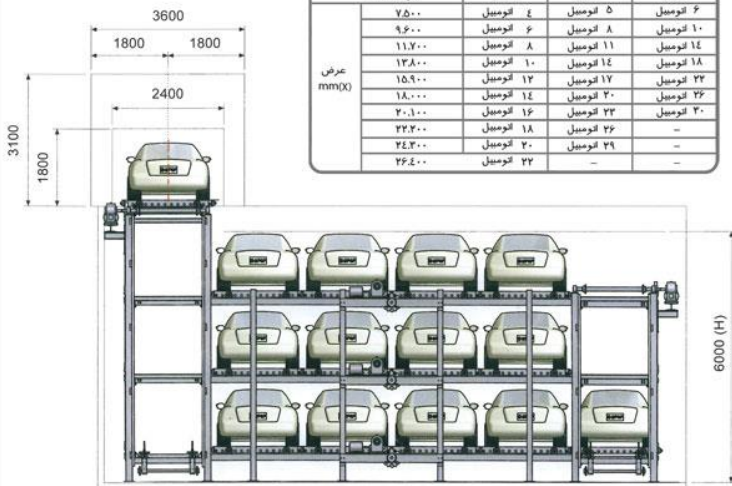 3600
1800 1800
2400
3100
1800
۶ اتومبیل ۵ اتومبیل ٤ اتومبیل ۷.۵۰۰
۱۰ اتومبیل ۸ اتومبیل ۶ اتومبیل ۹.۶۰۰
۱٤ اتومبیل ۱۱ اتومبیل ۸ اتومبیل ۱۱.۷۰۰
۱۸ اتومبیل ۱٤ اتومبیل ۱۰ اتومبیل ۱۳.۸۰۰
۲۲ اتومبیل ۱۷ اتومبیل ۱۲ اتومبیل ۱۵.۹۰۰
۲۶ اتومبیل ۲۰ اتومبیل ۱٤ اتومبیل ۱۸.۰۰۰
۳۰ اتومبیل ۲۳ اتومبیل ۱۶ اتومبیل ۲۰.۱۰۰
- ۲۶ اتومبیل ۱۸ اتومبیل ۲۲.۲۰۰
- ۲۹ اتومبیل ۲۰ اتومبیل ۲٤.۳۰۰
- - ۲۲ اتومبیل ۲۶.٤۰۰
عرض
mm(X)
6000 (H)